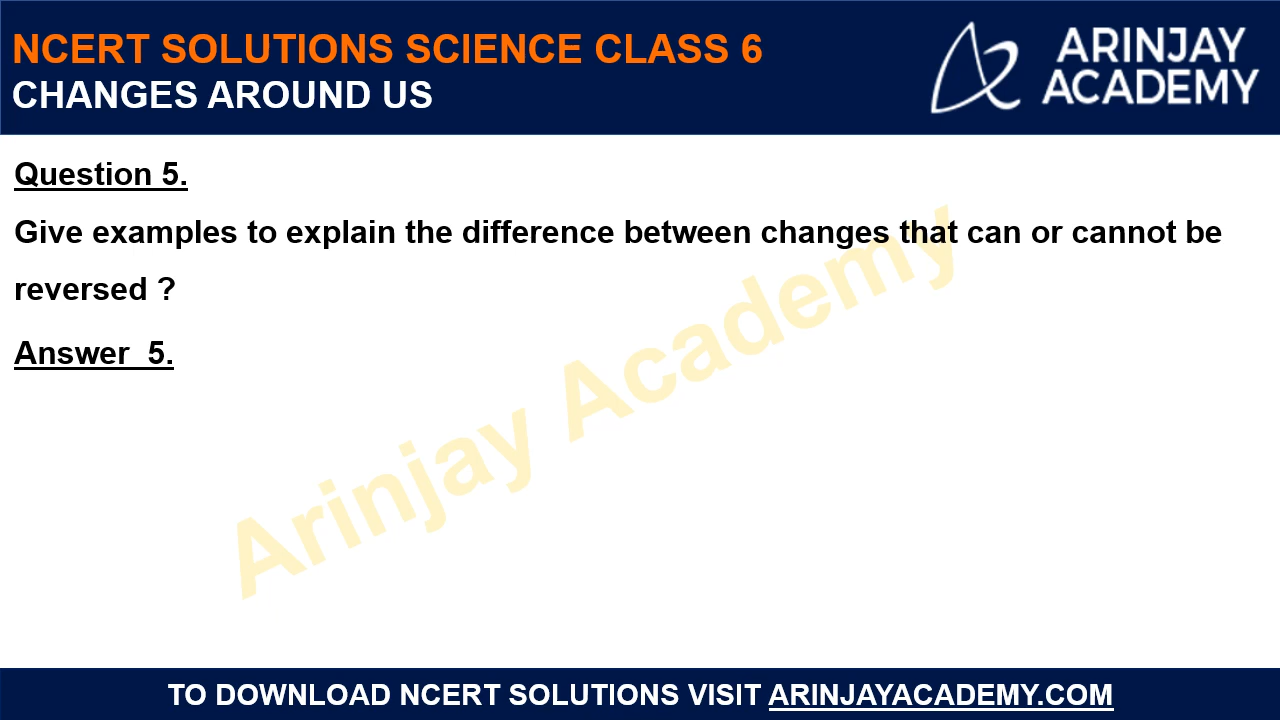 NCERT SOLUTIONS SCIENCE CLASS 6
CHANGES AROUND US
ARINJAY
ACADEMY
Question 5.
Give examples to explain the difference between changes that can or cannot be
reversed ?
Answer  5.
Arinjay Academy
TO DOWNLOAD NCERT SOLUTIONS VISIT ARINJAYACADEMY.COM